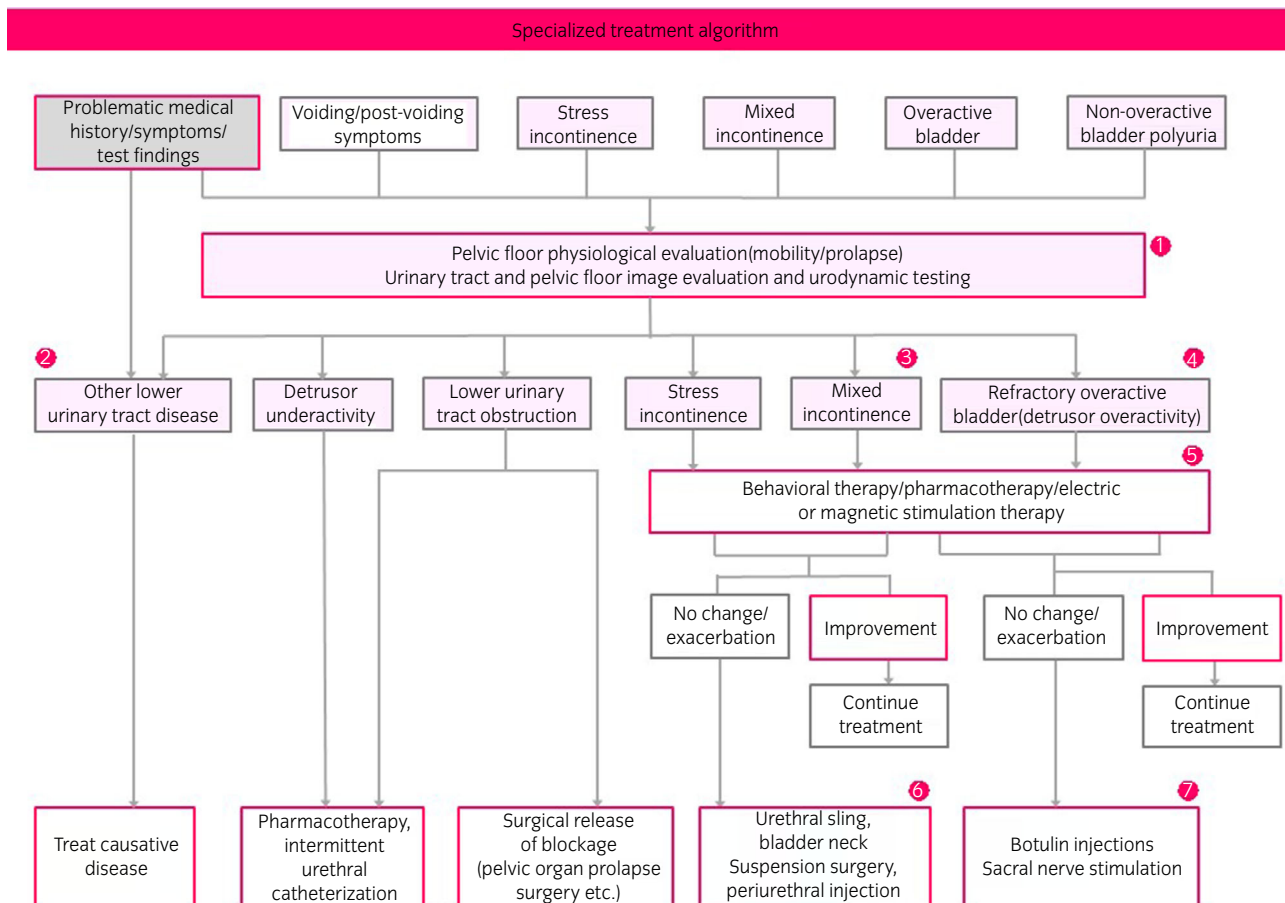 Specialized treatment algorithm
Problematic medical
history/symptoms/
test findings
Voiding/post-voiding
symptoms
Stress
incontinence
Mixed
incontinence
Overactive
bladder
Non-overactive
bladder polyuria
1
Pelvic floor physiological evaluation(mobility/prolapse)
Urinary tract and pelvic floor image evaluation and urodynamic testing
2
Other lower
urinary tract disease
Detrusor
underactivity
Lower urinary
tract obstruction
Stress
incontinence
3
Mixed
incontinence
4
Refractory overactive
bladder(detrusor overactivity)
5
Behavioral therapy/pharmacotherapy/electric
or magnetic stimulation therapy
No change/
exacerbation
Improvement
No change/
exacerbation
Improvement
Continue
treatment
Continue
treatment
Treat causative
disease
Pharmacotherapy,
intermittent
urethral
catheterization
Surgical release
of blockage
(pelvic organ prolapse
surgery etc.)
6
Urethral sling,
bladder neck
Suspension surgery,
periurethral injection
7
Botulin injections
Sacral nerve stimulation